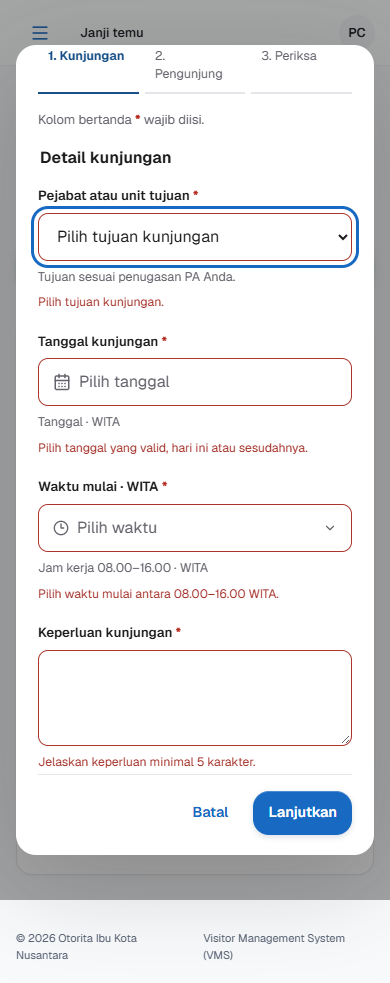 Janji temu
PC
1. Kunjungan
2.
Pengunjung
3. Periksa
Kolom bertanda * wajib diisi.
Detail kunjungan
Pejabat atau unit tujuan *
Pilih tujuan kunjungan
Tujuan sesuai penugasan PA Anda.
Pilih tujuan kunjungan.
Tanggal kunjungan *
Pilih tanggal
Tanggal · WITA
Pilih tanggal yang valid, hari ini atau sesudahnya.
Waktu mulai · WITA *
Pilih waktu
Jam kerja 08.00–16.00 · WITA
Pilih waktu mulai antara 08.00–16.00 WITA.
Keperluan kunjungan *
Jelaskan keperluan minimal 5 karakter.
Batal
Lanjutkan
© 2026 Otorita Ibu Kota
Nusantara
Visitor Management System
(VMS)